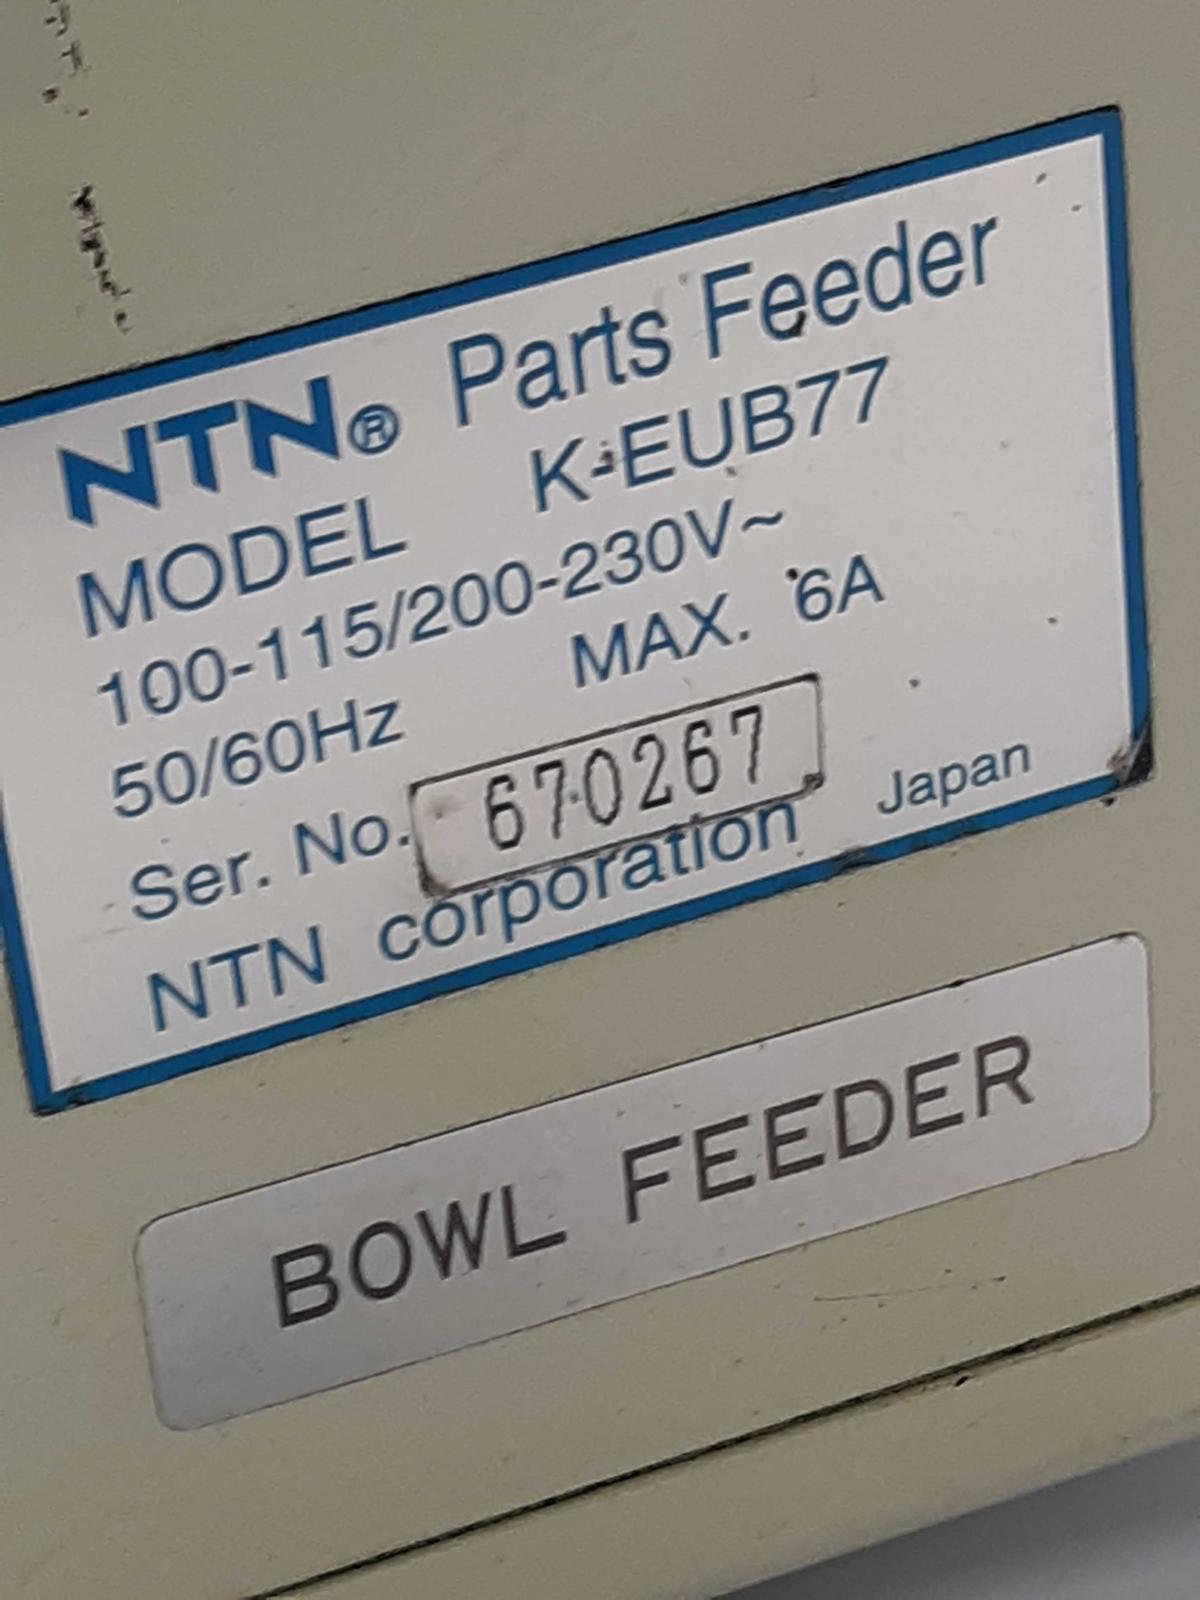 NTN® Parts Feeder
MODEL K-EUB77
100-115/200-230V~
50/60Hz MAX. 6A
Ser. No. 670267
NTN corporation Japan
BOWL FEEDER